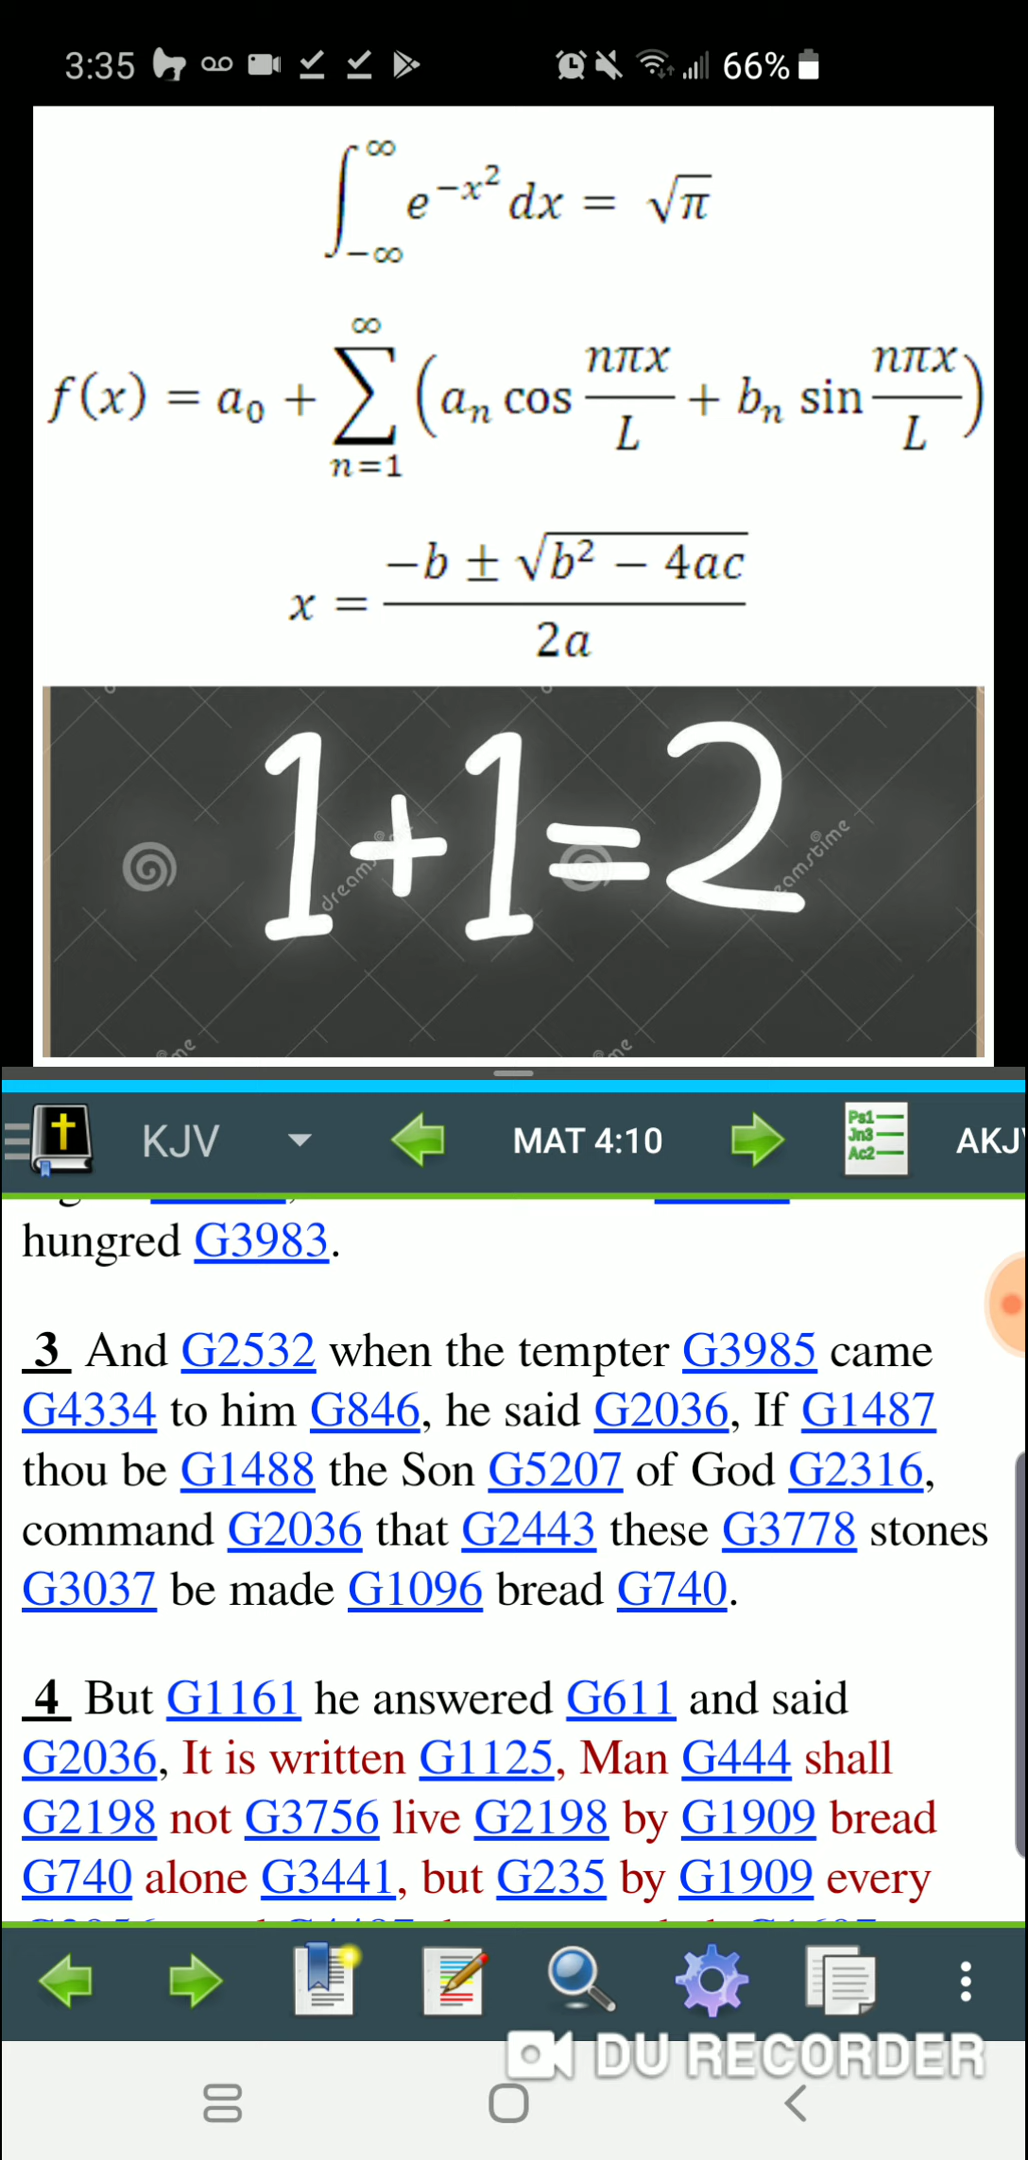 3:35 66%
∫_{-∞}^{∞} e^{-x²} dx = √π
f(x) = a₀ + ∑_{n=1}^{∞} (aₙ cos nπx/L + bₙ sin nπx/L)
x = (-b ± √(b² − 4ac)) / 2a
1+1=2
dreamstime
KJV MAT 4:10 Ps1 Jn3 Ac2
hungred G3983.
3 And G2532 when the tempter G3985 came
G4334 to him G846, he said G2036, If G1487
thou be G1488 the Son G5207 of God G2316,
command G2036 that G2443 these G3778 stones
G3037 be made G1096 bread G740.
4 But G1161 he answered G611 and said
G2036, It is written G1125, Man G444 shall
G2198 not G3756 live G2198 by G1909 bread
G740 alone G3441, but G235 by G1909 every
DU RECORDER